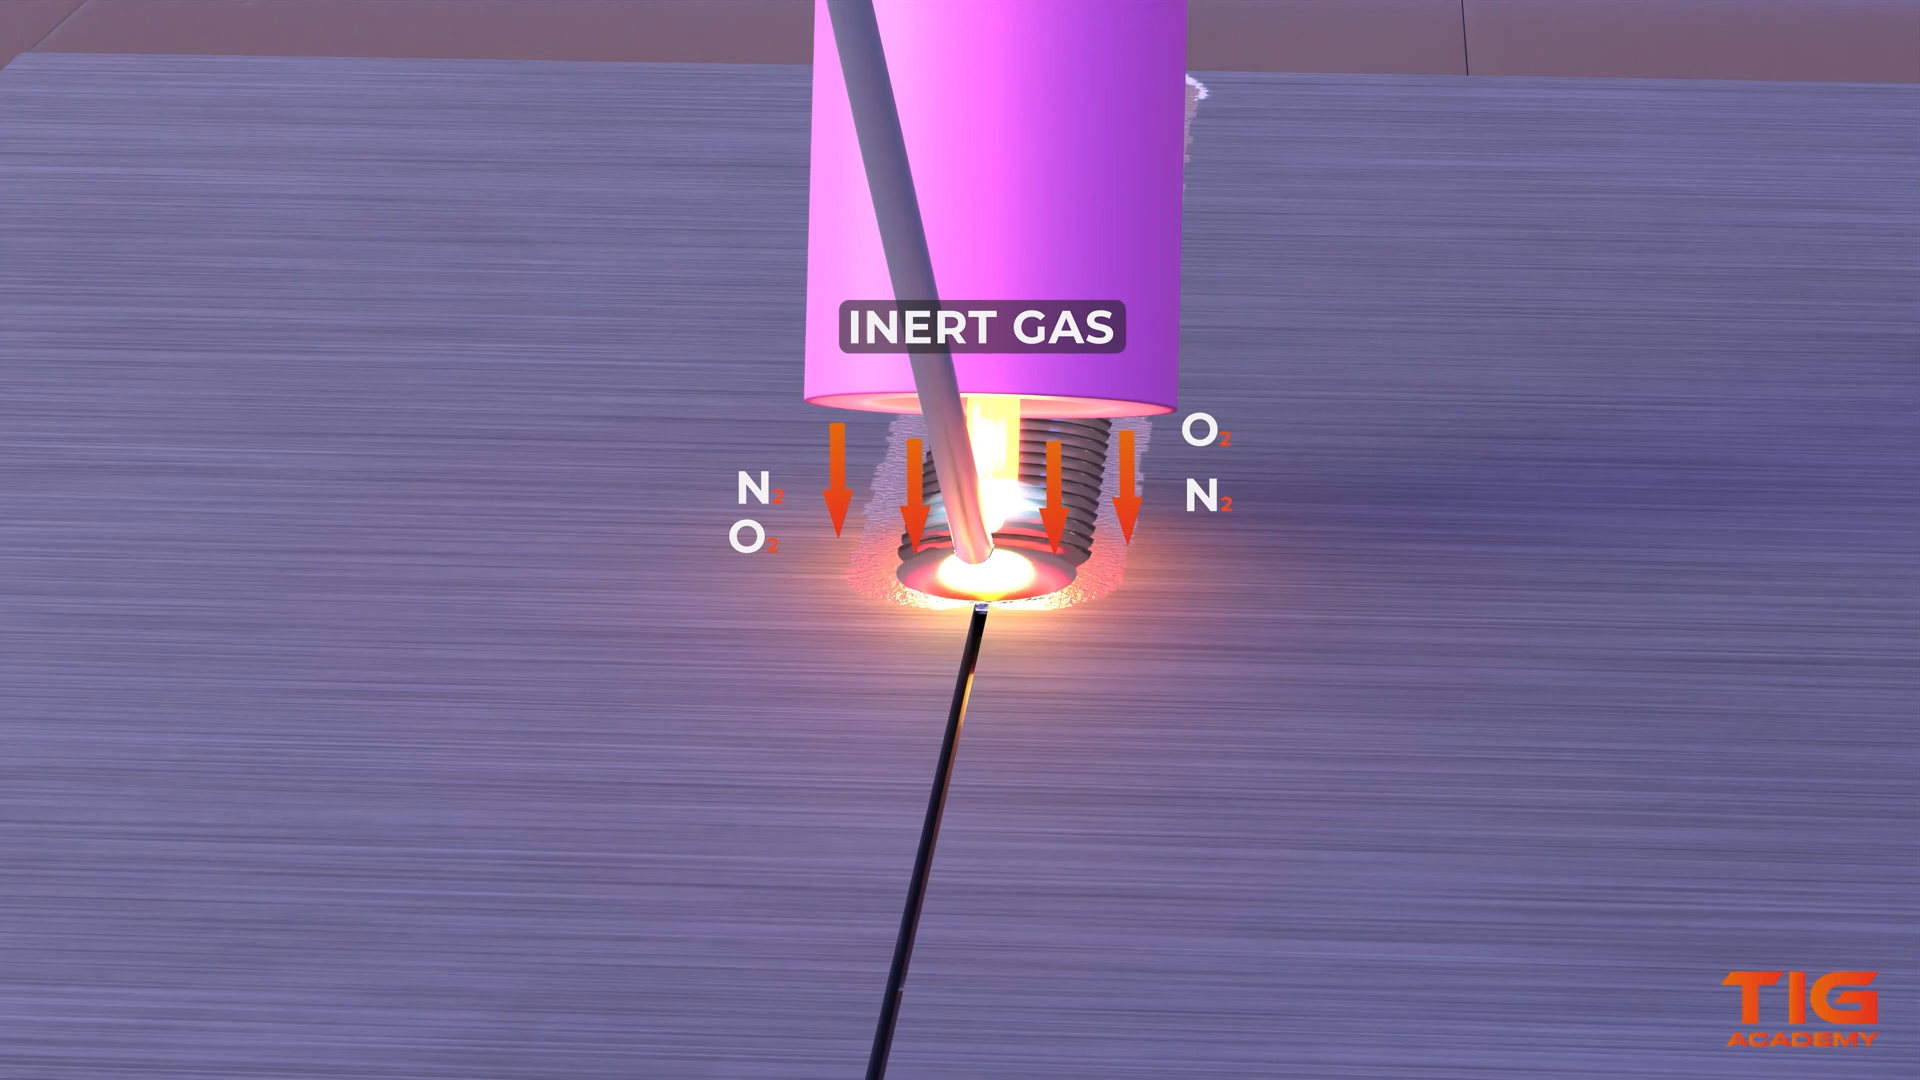 INERT GAS
O₂
N₂
N₂
O₂
TIG
ACADEMY